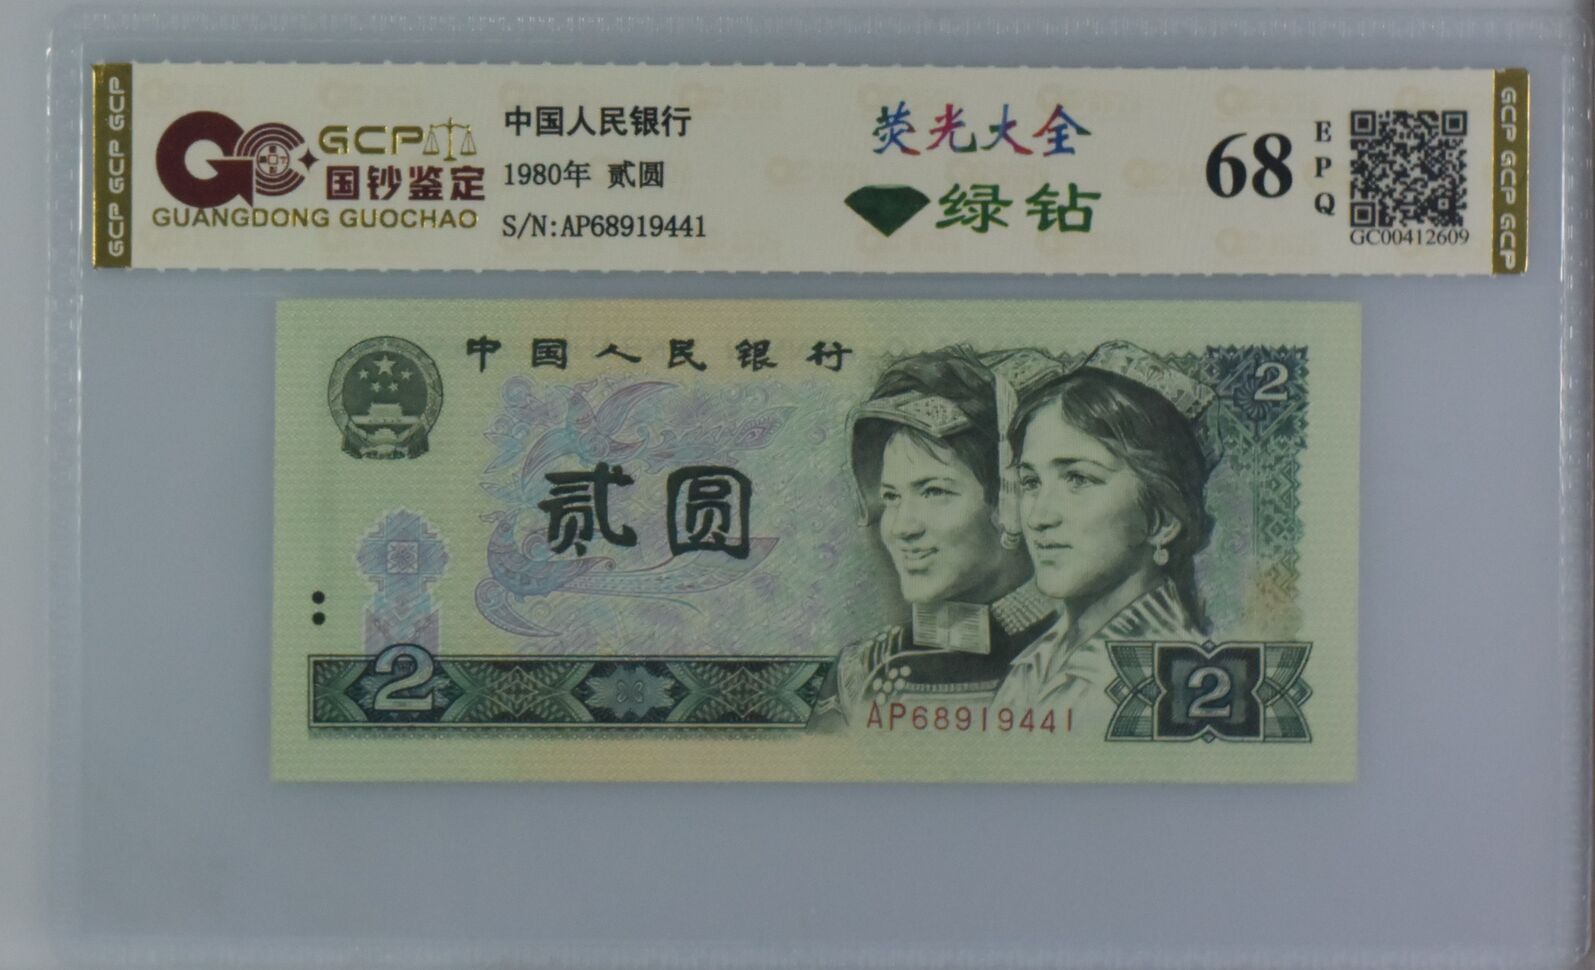 GCP GCP GCP
GCP
国钞鉴定
GUANGDONG GUOCHAO
中国人民银行
1980年 贰圆
S/N:AP68919441
荧光大全
绿钻
68
EPQ
GC00412609
GCP GCP GCP
中国人民银行
2
贰圆
2
AP68919441
2